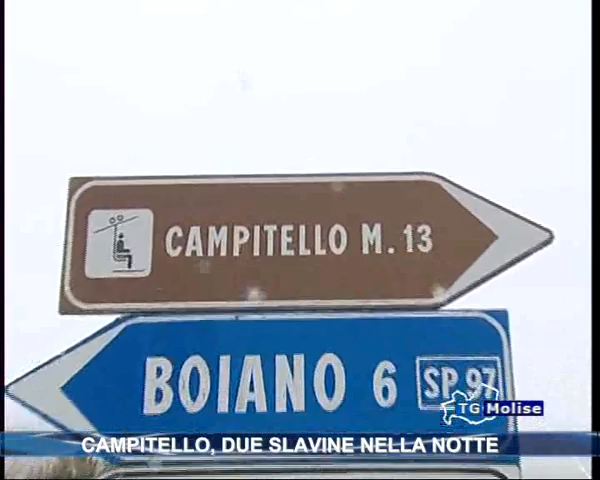 CAMPITELLO M. 13
BOIANO 6 SP 97
TG Molise
CAMPITELLO, DUE SLAVINE NELLA NOTTE